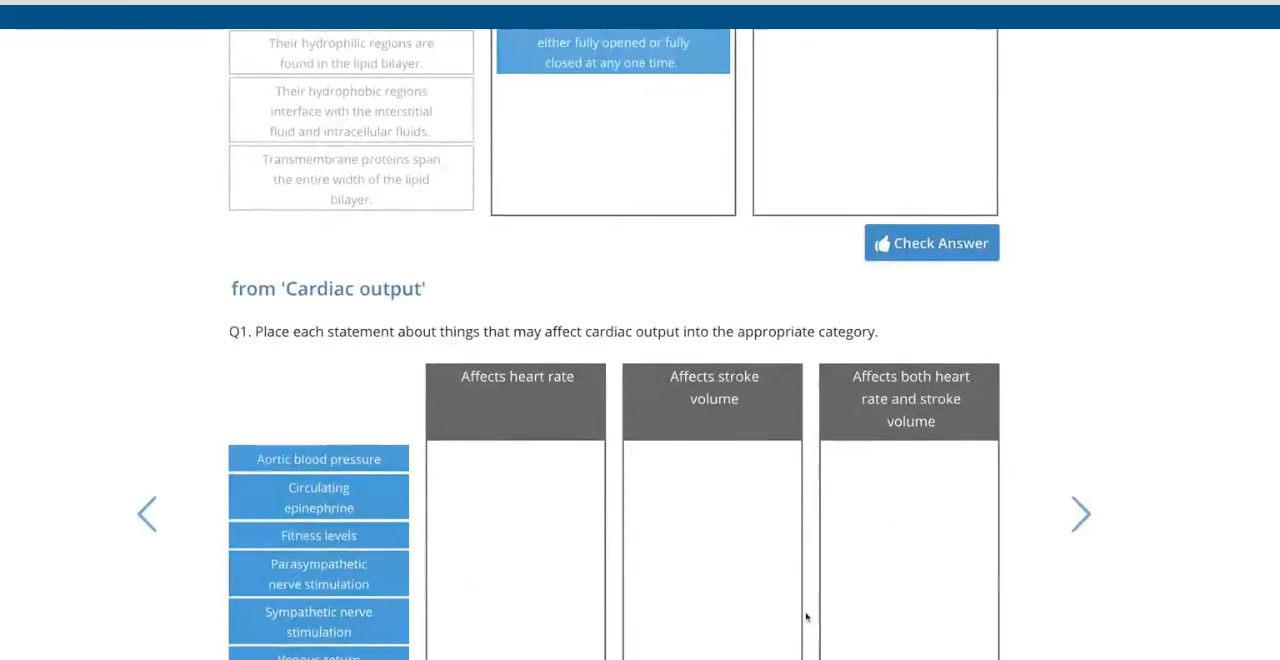 Their hydrophilic regions are
found in the lipid bilayer.
Their hydrophobic regions
interface with the interstitial
fluid and intracellular fluids.
Transmembrane proteins span
the entire width of the lipid
bilayer.
either fully opened or fully
closed at any one time.
Check Answer
from 'Cardiac output'
Q1. Place each statement about things that may affect cardiac output into the appropriate category.
Affects heart rate
Affects stroke
volume
Affects both heart
rate and stroke
volume
Aortic blood pressure
Circulating
epinephrine
Fitness levels
Parasympathetic
nerve stimulation
Sympathetic nerve
stimulation
Venous return